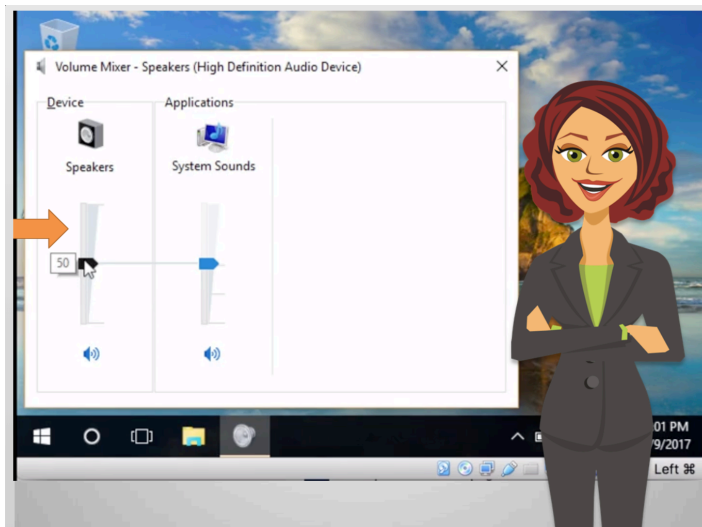 Volume Mixer - Speakers (High Definition Audio Device)
Device
Applications
Speakers
System Sounds
50
01 PM
9/2017
Left ⌘